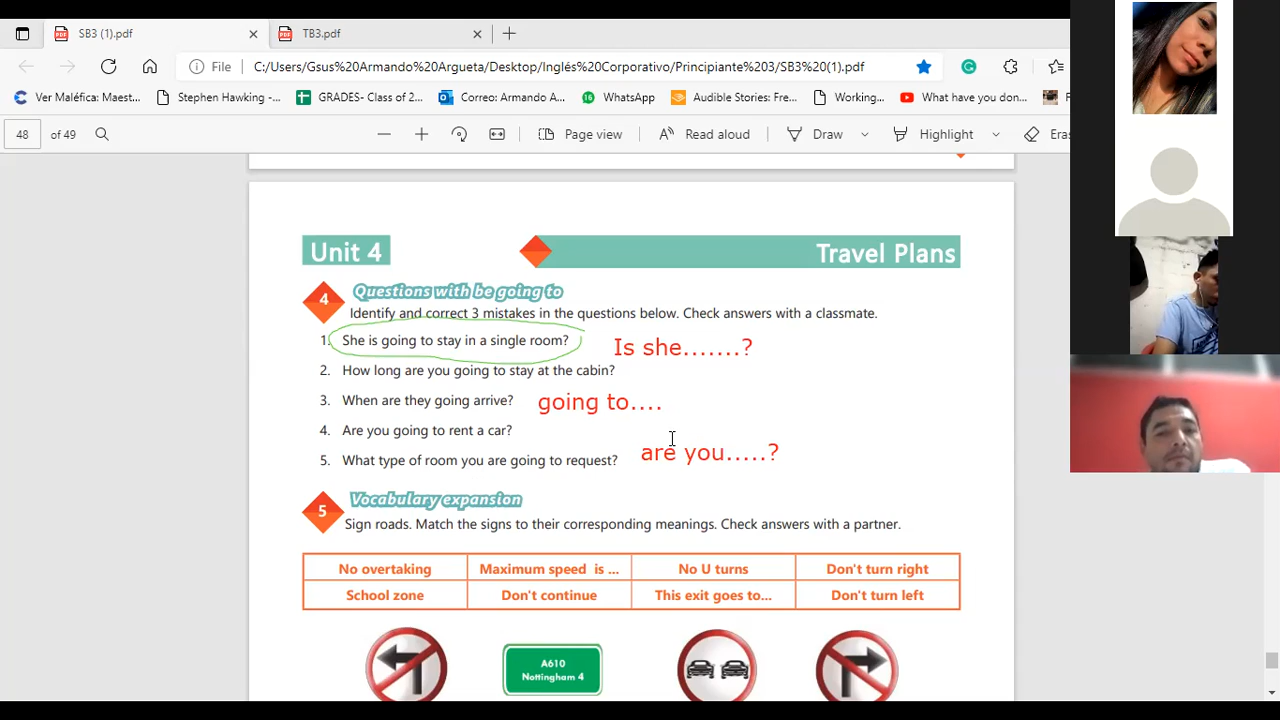 SB3 (1).pdf
TB3.pdf
File C:/Users/Gsus%20Armando%20Argueta/Desktop/Inglés%20Corporativo/Principiante%203/SB3%20(1).pdf
Ver Maléfica: Maest... Stephen Hawking -... GRADES- Class of 2... Correo: Armando A... 16 WhatsApp Audible Stories: Fre... Working... What have you don...
48 of 49 Page view Read aloud Draw Highlight Eras
Unit 4 Travel Plans
4 Questions with be going to
Identify and correct 3 mistakes in the questions below. Check answers with a classmate.
1. She is going to stay in a single room? Is she.......?
2. How long are you going to stay at the cabin?
3. When are they going arrive? going to....
4. Are you going to rent a car?
5. What type of room you are going to request? are you.....?
5 Vocabulary expansion
Sign roads. Match the signs to their corresponding meanings. Check answers with a partner.
No overtaking Maximum speed is ... No U turns Don't turn right
School zone Don't continue This exit goes to... Don't turn left
A610
Nottingham 4